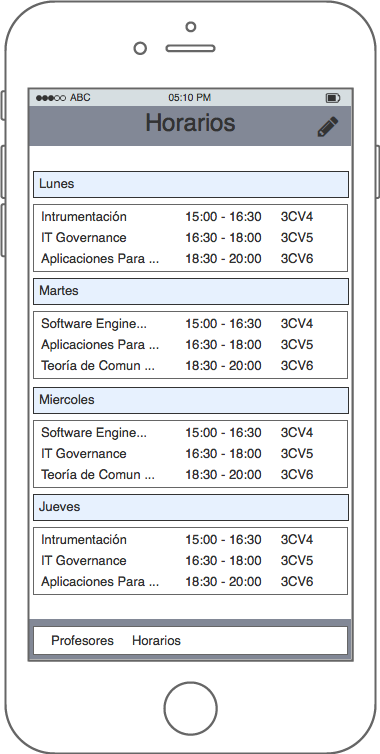 ABC 05:10 PM
Horarios
Lunes
Intrumentación 15:00 - 16:30 3CV4
IT Governance 16:30 - 18:00 3CV5
Aplicaciones Para ... 18:30 - 20:00 3CV6
Martes
Software Engine... 15:00 - 16:30 3CV4
Aplicaciones Para ... 16:30 - 18:00 3CV5
Teoría de Comun ... 18:30 - 20:00 3CV6
Miercoles
Software Engine... 15:00 - 16:30 3CV4
IT Governance 16:30 - 18:00 3CV5
Teoría de Comun ... 18:30 - 20:00 3CV6
Jueves
Intrumentación 15:00 - 16:30 3CV4
IT Governance 16:30 - 18:00 3CV5
Aplicaciones Para ... 18:30 - 20:00 3CV6
Profesores Horarios